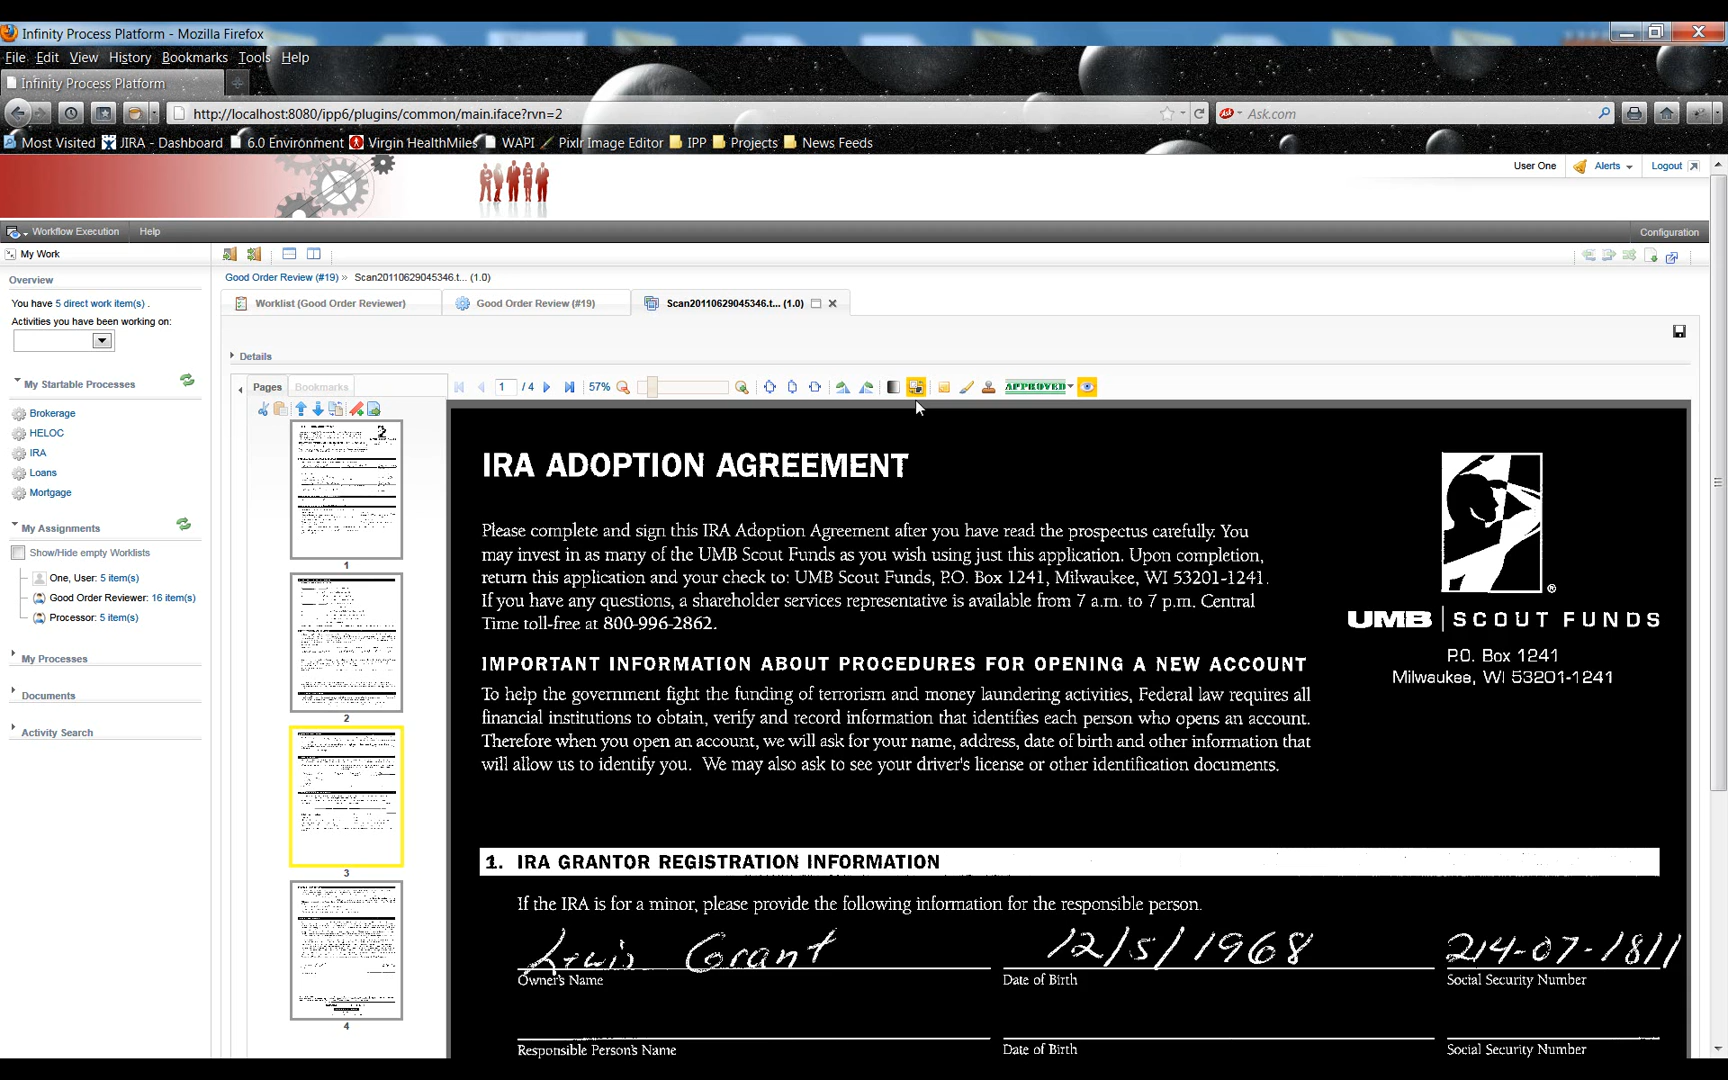 Infinity Process Platform - Mozilla Firefox
File Edit View History Bookmarks Tools Help
Infinity Process Platform
http://localhost:8080/ipp6/plugins/common/main.iface?rvn=2
Ask.com
Most Visited JIRA - Dashboard 6.0 Environment Virgin HealthMiles WAPI Pixlr Image Editor IPP Projects News Feeds
User One Alerts Logout
Workflow Execution Help Configuration
My Work
Overview
You have 5 direct work item(s) .
Activities you have been working on:
My Startable Processes
Brokerage
HELOC
IRA
Loans
Mortgage
My Assignments
Show/Hide empty Worklists
One, User: 5 item(s)
Good Order Reviewer: 16 item(s)
Processor: 5 item(s)
My Processes
Documents
Activity Search
Good Order Review (#19) » Scan20110629045346.t... (1.0)
Worklist (Good Order Reviewer) Good Order Review (#19) Scan20110629045346.t... (1.0)
Details
Pages Bookmarks 1 / 4 57% APPROVED
2
1
2
3
4
IRA ADOPTION AGREEMENT
Please complete and sign this IRA Adoption Agreement after you have read the prospectus carefully. You
may invest in as many of the UMB Scout Funds as you wish using just this application. Upon completion,
return this application and your check to: UMB Scout Funds, P.O. Box 1241, Milwaukee, WI 53201-1241.
If you have any questions, a shareholder services representative is available from 7 a.m. to 7 p.m. Central
Time toll-free at 800-996-2862.
®
UMB | SCOUT FUNDS
P.O. Box 1241
Milwaukee, WI 53201-1241
IMPORTANT INFORMATION ABOUT PROCEDURES FOR OPENING A NEW ACCOUNT
To help the government fight the funding of terrorism and money laundering activities, Federal law requires all
financial institutions to obtain, verify and record information that identifies each person who opens an account.
Therefore when you open an account, we will ask for your name, address, date of birth and other information that
will allow us to identify you. We may also ask to see your driver's license or other identification documents.
1. IRA GRANTOR REGISTRATION INFORMATION
If the IRA is for a minor, please provide the following information for the responsible person.
Lewis Grant 12/5/1968 214-07-1811
Owner's Name Date of Birth Social Security Number
Responsible Person's Name Date of Birth Social Security Number